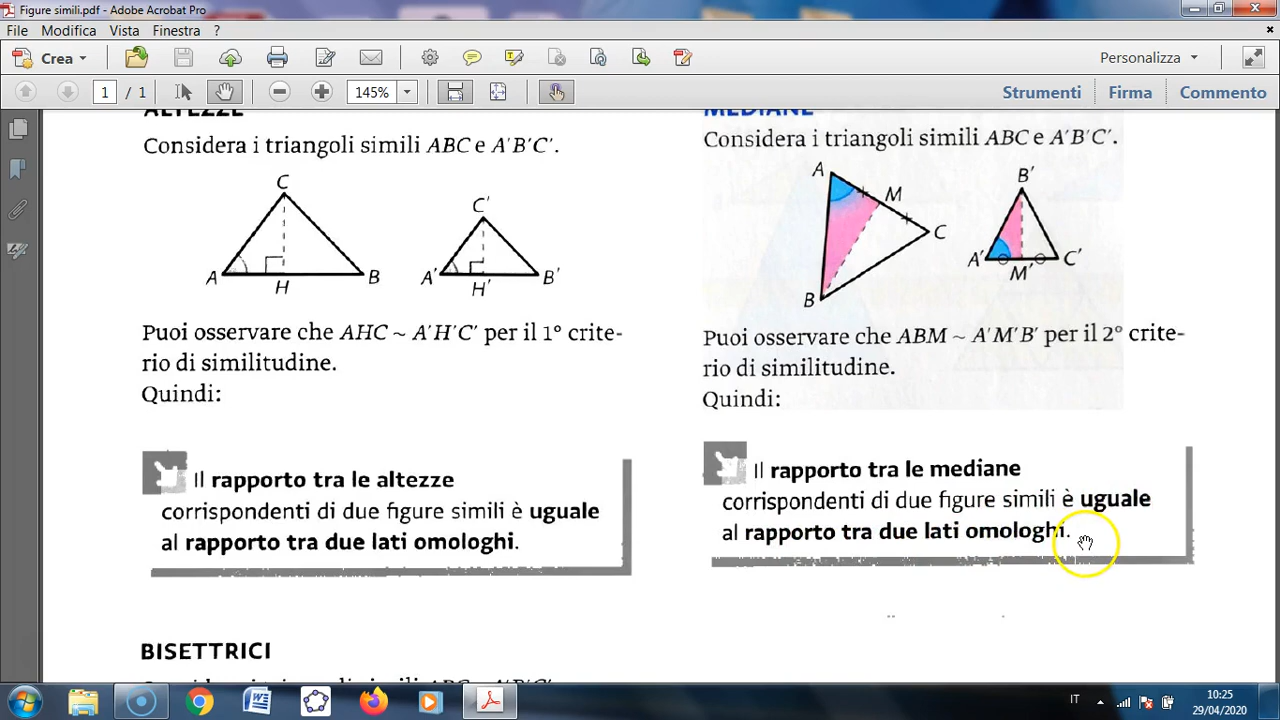 Figure simili.pdf - Adobe Acrobat Pro
File Modifica Vista Finestra ?
Crea
Personalizza
1 / 1
145%
Strumenti Firma Commento
ALTEZZE
Considera i triangoli simili ABC e A'B'C'.
C
C'
A
H
B
A'
H'
B'
Puoi osservare che AHC ~ A'H'C' per il 1° crite-
rio di similitudine.
Quindi:
Il rapporto tra le altezze
corrispondenti di due figure simili è uguale
al rapporto tra due lati omologhi.
BISETTRICI
MEDIANE
Considera i triangoli simili ABC e A'B'C'.
A
M
C
B
B'
A'
M'
C'
Puoi osservare che ABM ~ A'M'B' per il 2° crite-
rio di similitudine.
Quindi:
Il rapporto tra le mediane
corrispondenti di due figure simili è uguale
al rapporto tra due lati omologhi.
IT
10:25
29/04/2020